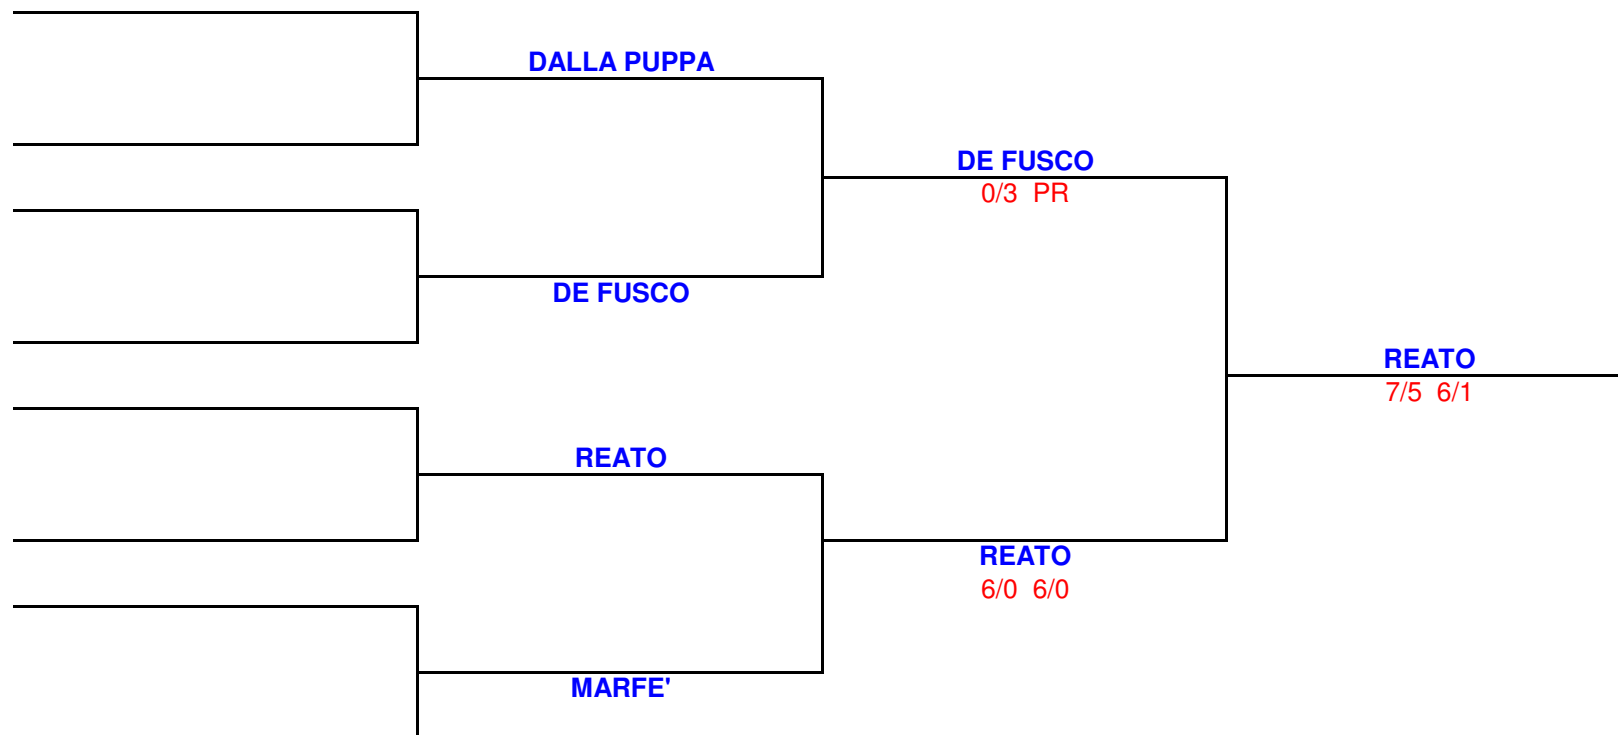 DALLA PUPPA
DE FUSCO
0/3 PR
DE FUSCO
REATO
7/5 6/1
REATO
REATO
6/0 6/0
MARFE'